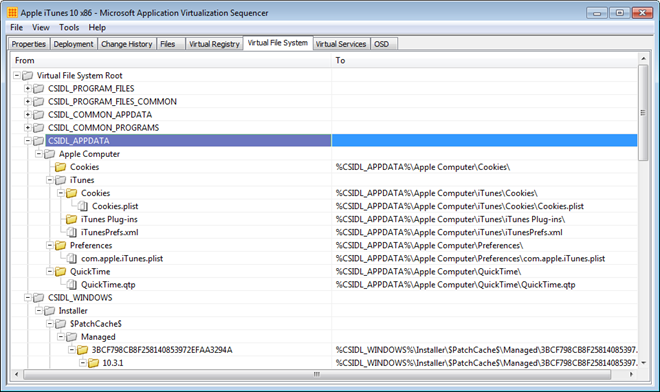 Apple iTunes 10 x86 - Microsoft Application Virtualization Sequencer
File View Tools Help
Properties Deployment Change History Files Virtual Registry Virtual File System Virtual Services OSD
From To
Virtual File System Root
CSIDL_PROGRAM_FILES
CSIDL_PROGRAM_FILES_COMMON
CSIDL_COMMON_APPDATA
CSIDL_COMMON_PROGRAMS
CSIDL_APPDATA
Apple Computer
Cookies %CSIDL_APPDATA%\Apple Computer\Cookies\
iTunes
Cookies %CSIDL_APPDATA%\Apple Computer\iTunes\Cookies\
Cookies.plist %CSIDL_APPDATA%\Apple Computer\iTunes\Cookies\Cookies.plist
iTunes Plug-ins %CSIDL_APPDATA%\Apple Computer\iTunes\iTunes Plug-ins\
iTunesPrefs.xml %CSIDL_APPDATA%\Apple Computer\iTunes\iTunesPrefs.xml
Preferences %CSIDL_APPDATA%\Apple Computer\Preferences\
com.apple.iTunes.plist %CSIDL_APPDATA%\Apple Computer\Preferences\com.apple.iTunes.plist
QuickTime %CSIDL_APPDATA%\Apple Computer\QuickTime\
QuickTime.qtp %CSIDL_APPDATA%\Apple Computer\QuickTime\QuickTime.qtp
CSIDL_WINDOWS
Installer
$PatchCache$
Managed
3BCF798CB8F258140853972EFAA3294A %CSIDL_WINDOWS%\Installer\$PatchCache$\Managed\3BCF798CB8F25814085397...
10.3.1 %CSIDL_WINDOWS%\Installer\$PatchCache$\Managed\3BCF798CB8F25814085397...